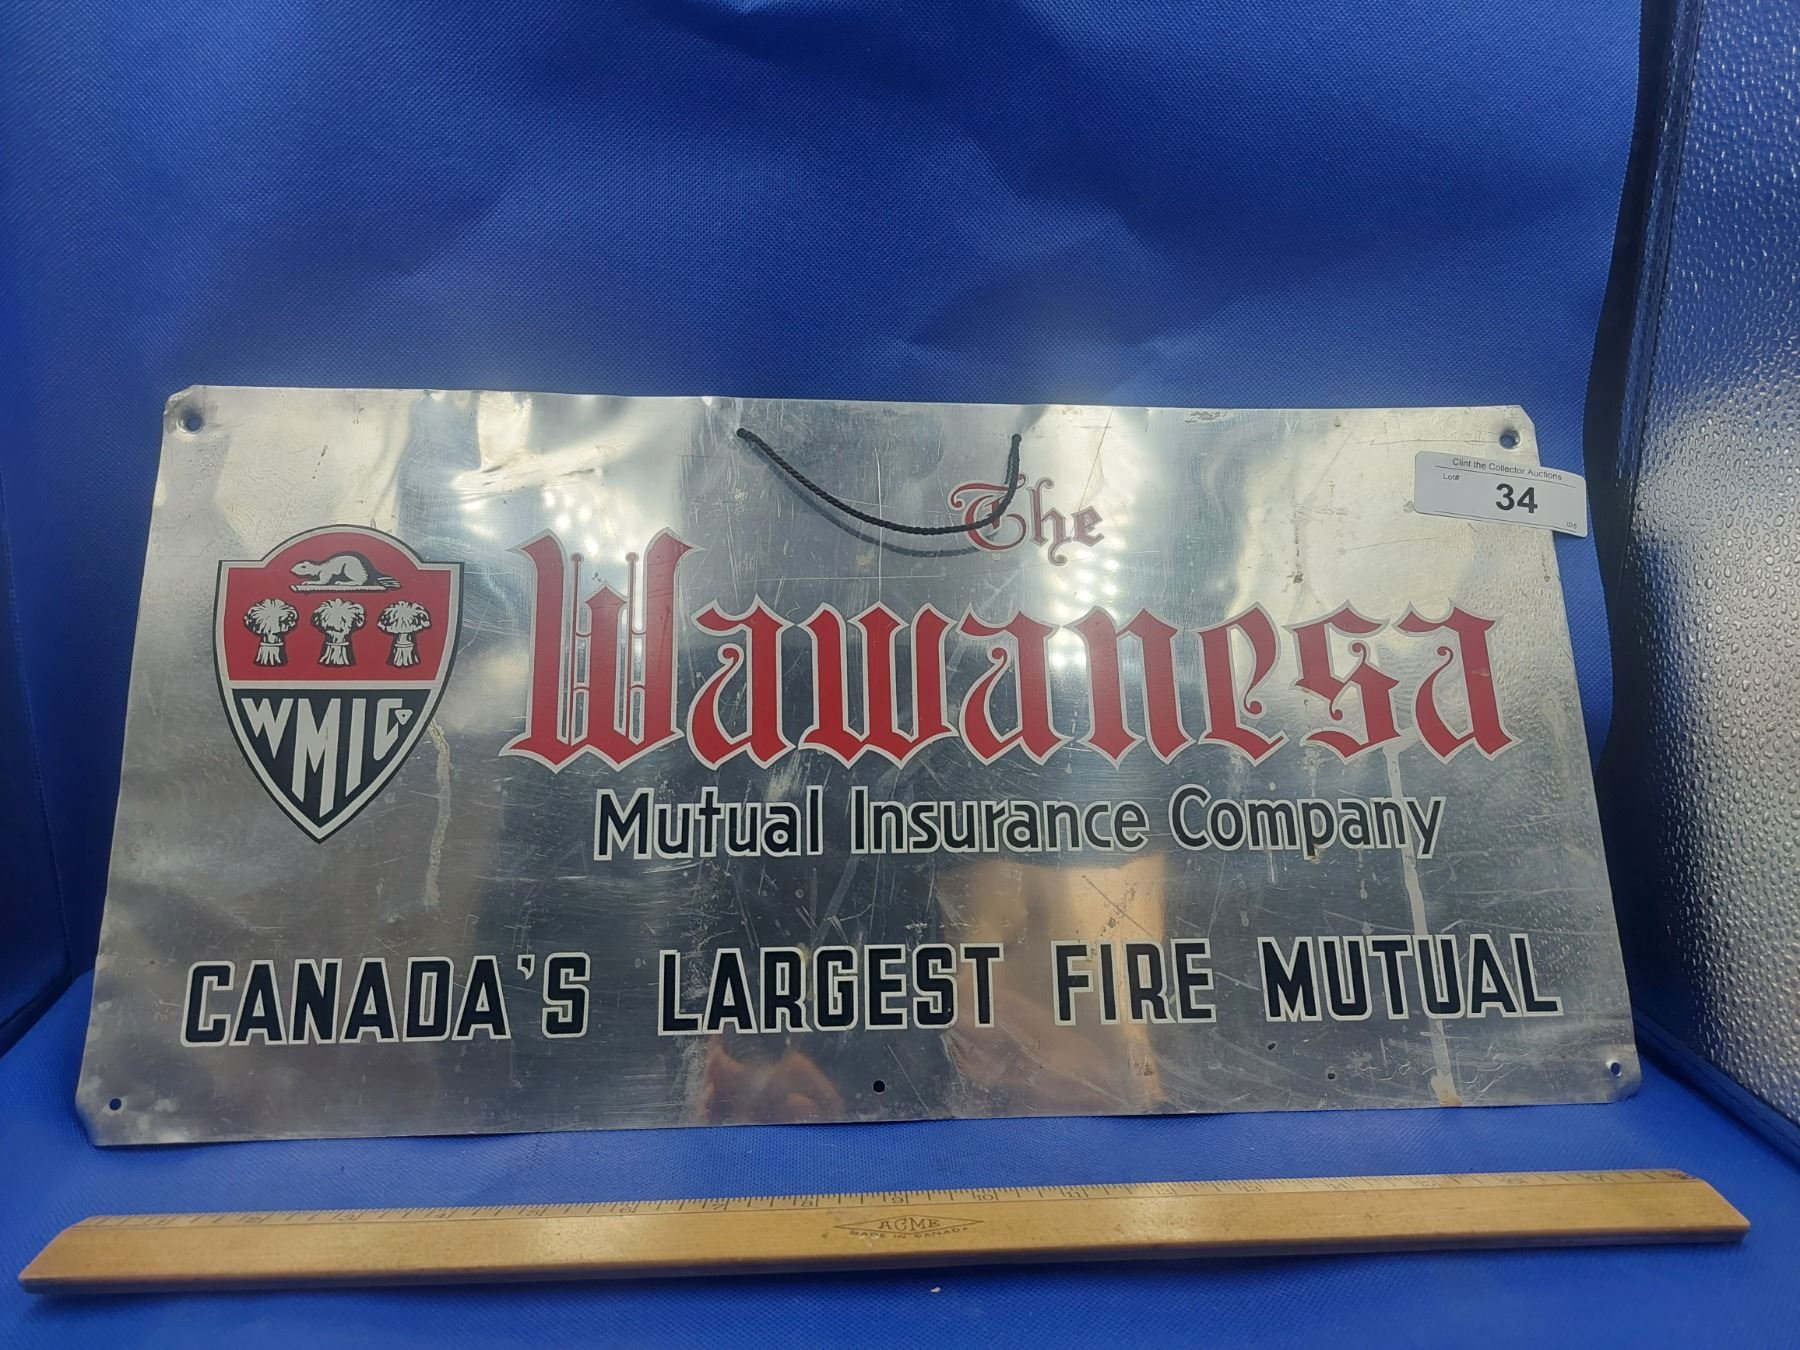 Clint the Collector Auctions
Lot# 34
The
Wawanesa
WMICo
Mutual Insurance Company
CANADA'S LARGEST FIRE MUTUAL
ACME
MADE IN CANADA